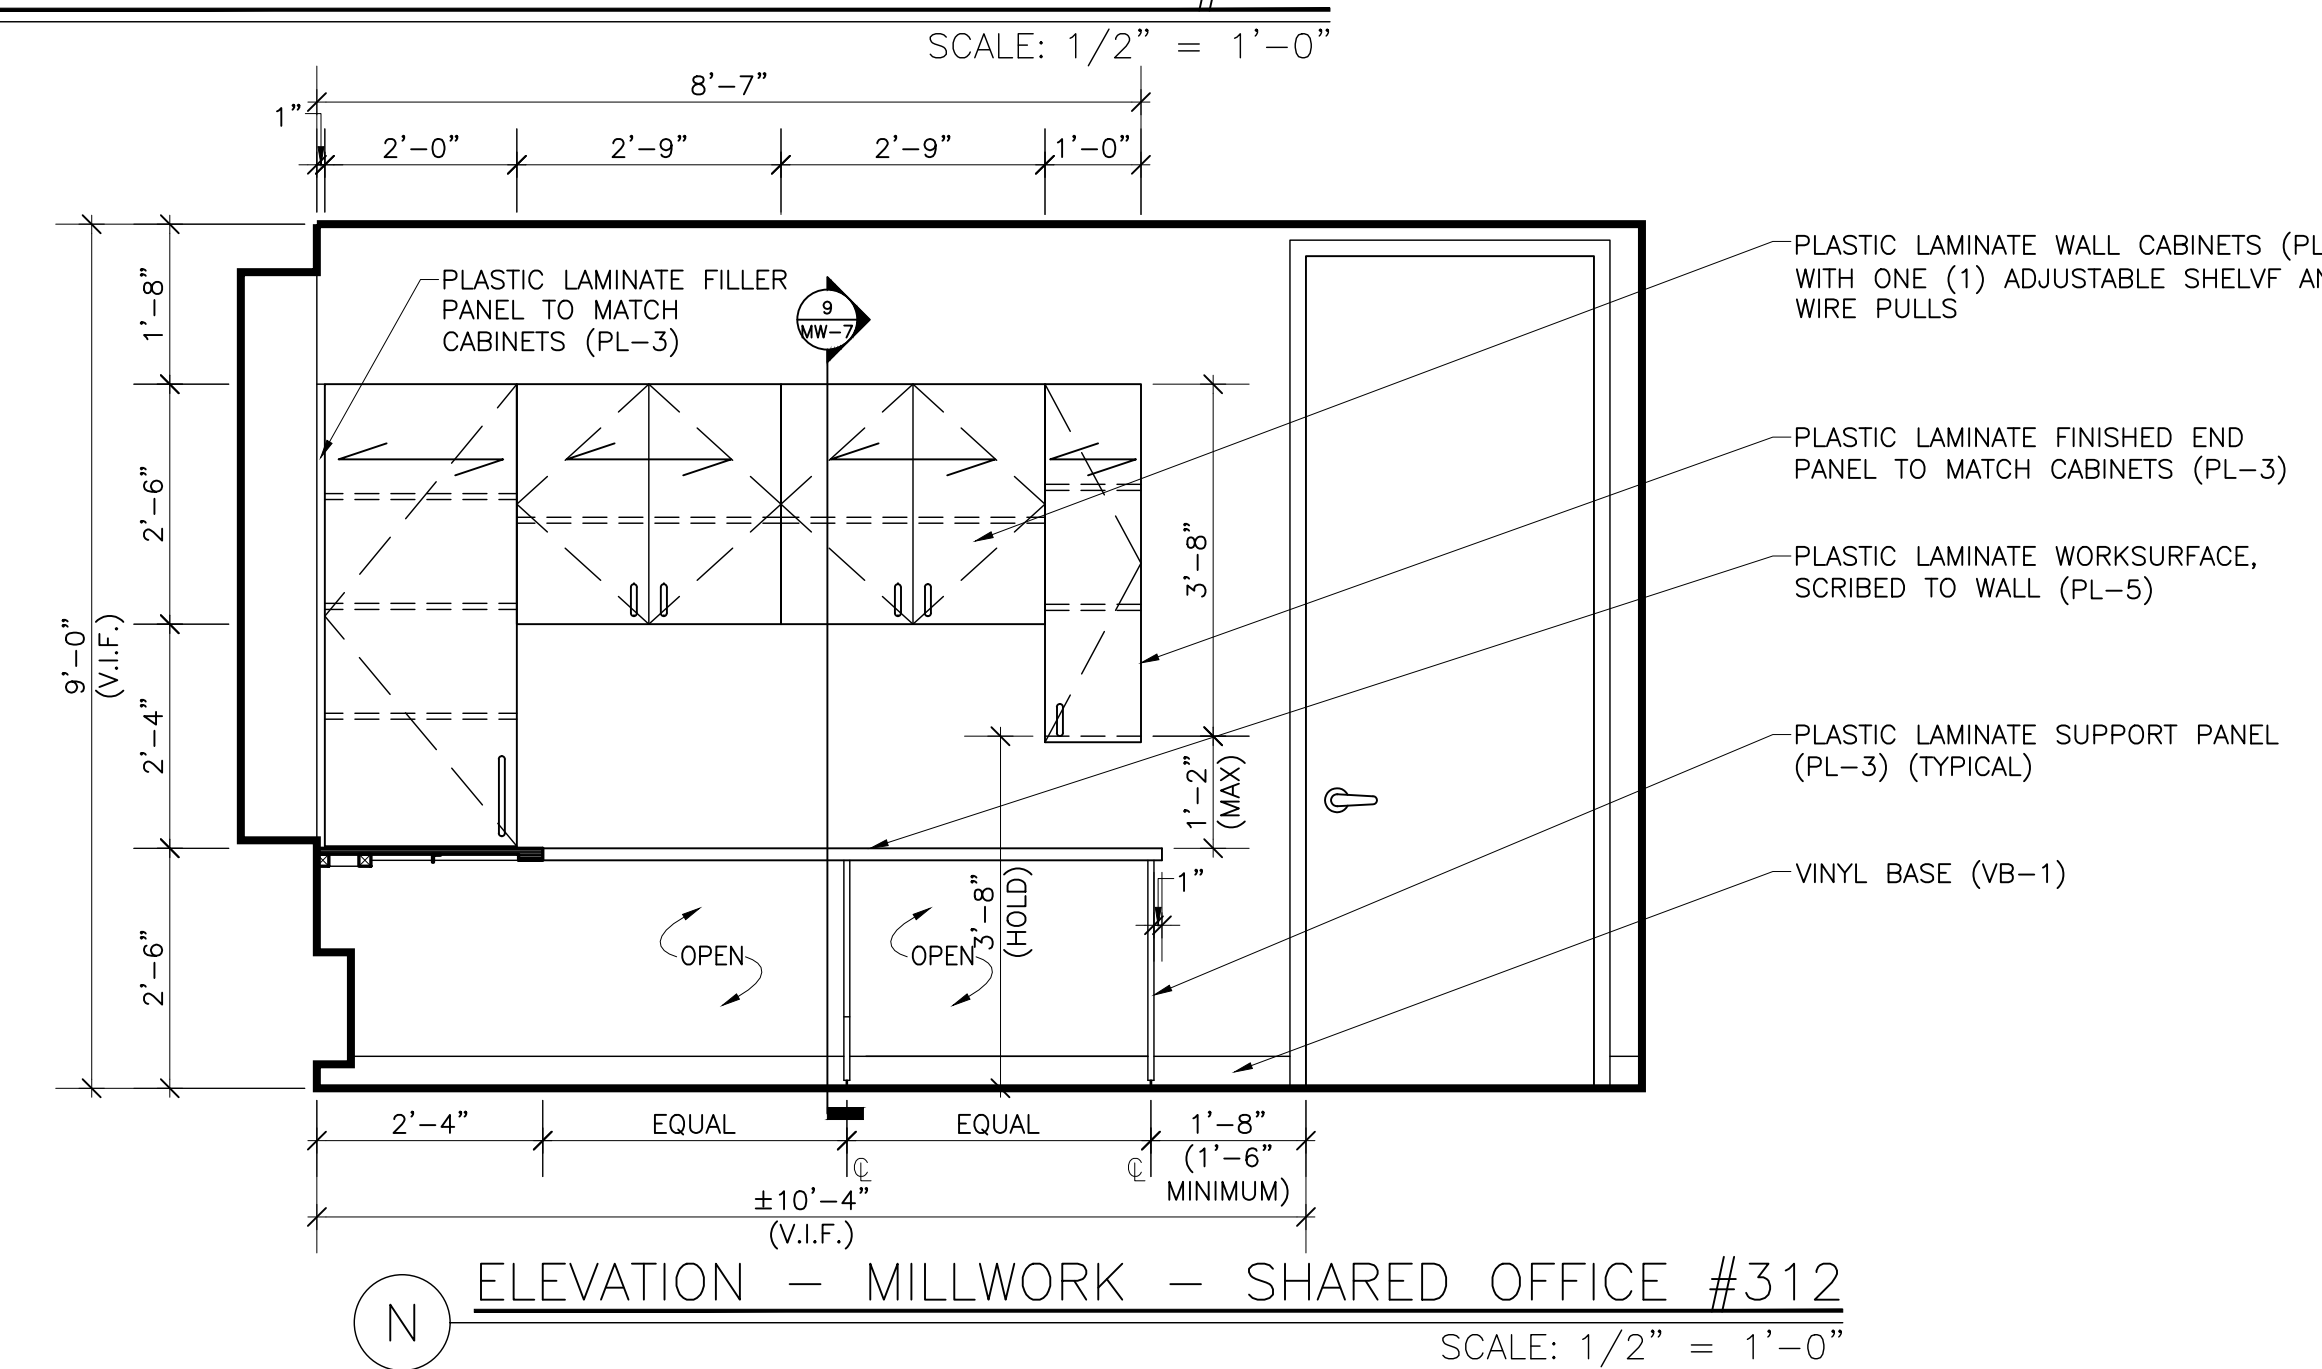 SCALE: 1/2" = 1'-0"
8'-7"
1"
2'-0"
2'-9"
2'-9"
1'-0"
1'-8"
2'-6"
2'-4"
2'-6"
9'-0"
(V.I.F.)
PLASTIC LAMINATE FILLER
PANEL TO MATCH
CABINETS (PL-3)
9
MW-7
PLASTIC LAMINATE WALL CABINETS (PL
WITH ONE (1) ADJUSTABLE SHELVF AN
WIRE PULLS
PLASTIC LAMINATE FINISHED END
PANEL TO MATCH CABINETS (PL-3)
PLASTIC LAMINATE WORKSURFACE,
SCRIBED TO WALL (PL-5)
PLASTIC LAMINATE SUPPORT PANEL
(PL-3) (TYPICAL)
VINYL BASE (VB-1)
3'-8"
1'-2"
(MAX)
3'-8"
(HOLD)
1"
OPEN
OPEN
2'-4"
EQUAL
EQUAL
1'-8"
(1'-6"
MINIMUM)
℄
℄
±10'-4"
(V.I.F.)
N
ELEVATION - MILLWORK - SHARED OFFICE #312
SCALE: 1/2" = 1'-0"